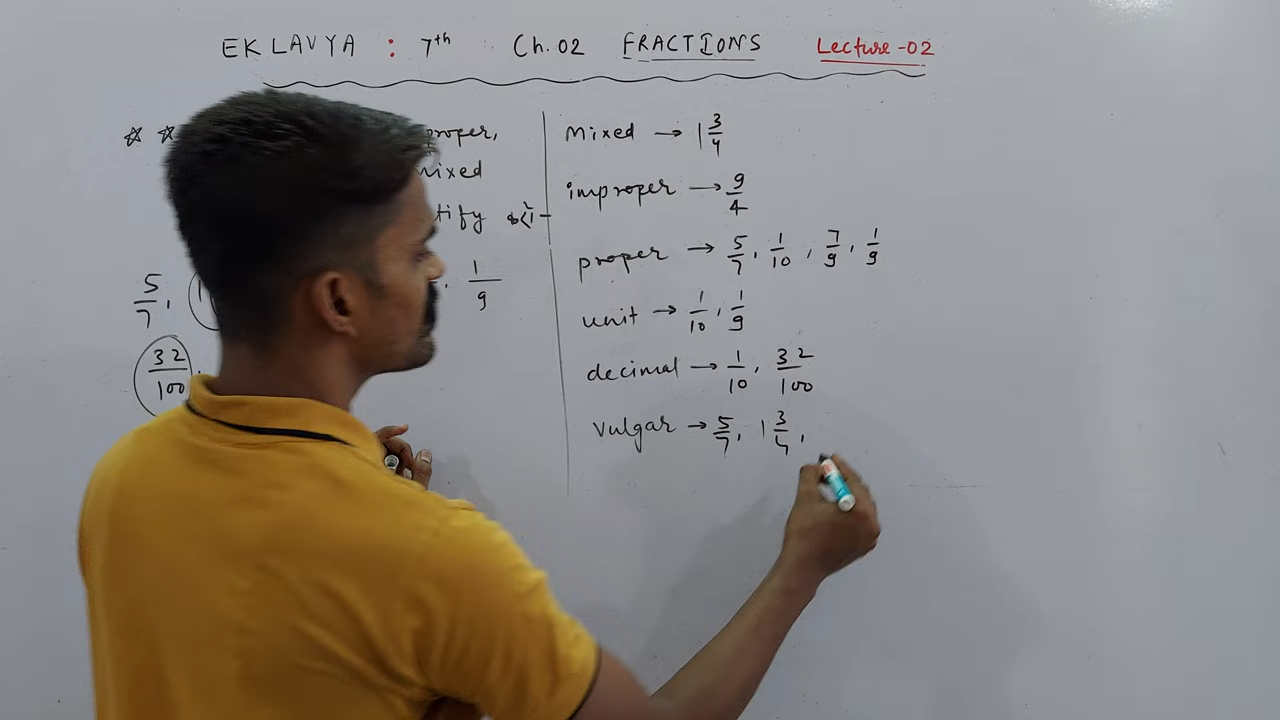 EKLAVYA : 7th Ch. 02 FRACTIONS Lecture-02
proper,
mixed
5/7, 1/9
32/100,
Mixed → 1 3/4
improper → 9/4
proper → 5/7, 1/10, 7/9, 1/9
unit → 1/10, 1/9
decimal → 1/10, 32/100
vulgar → 5/7, 1 3/4,